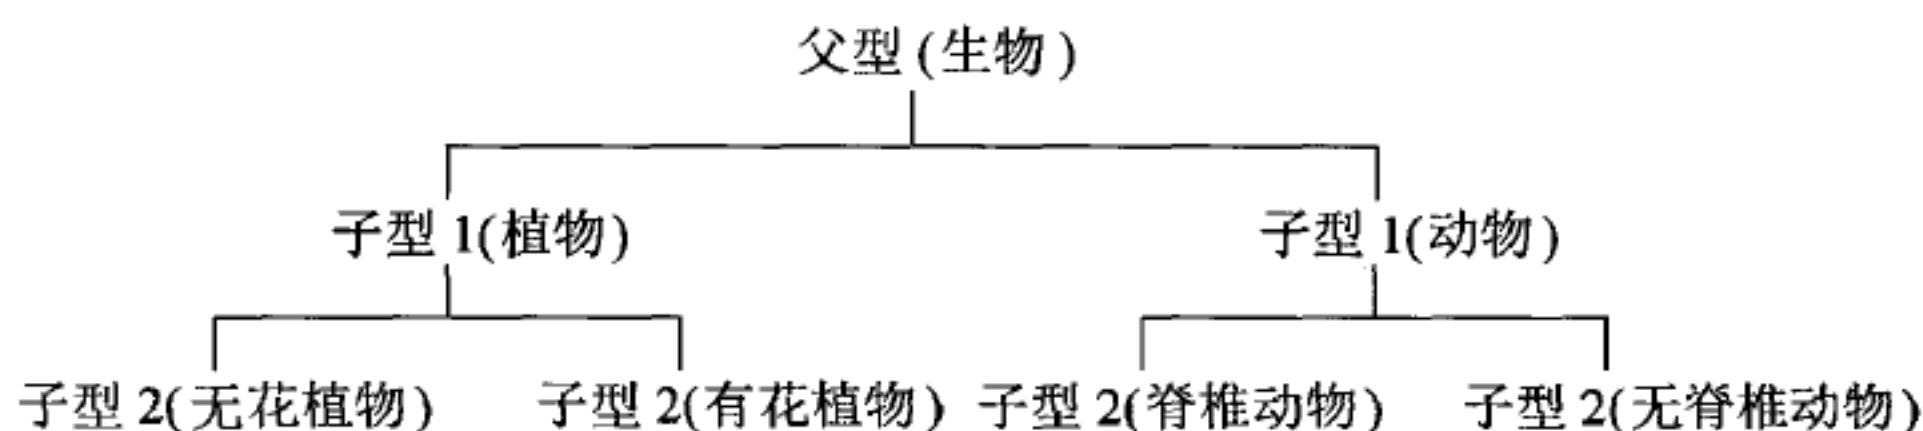 父型(生物)
子型 1(植物) 子型 1(动物)
子型 2(无花植物) 子型 2(有花植物) 子型 2(脊椎动物) 子型 2(无脊椎动物)